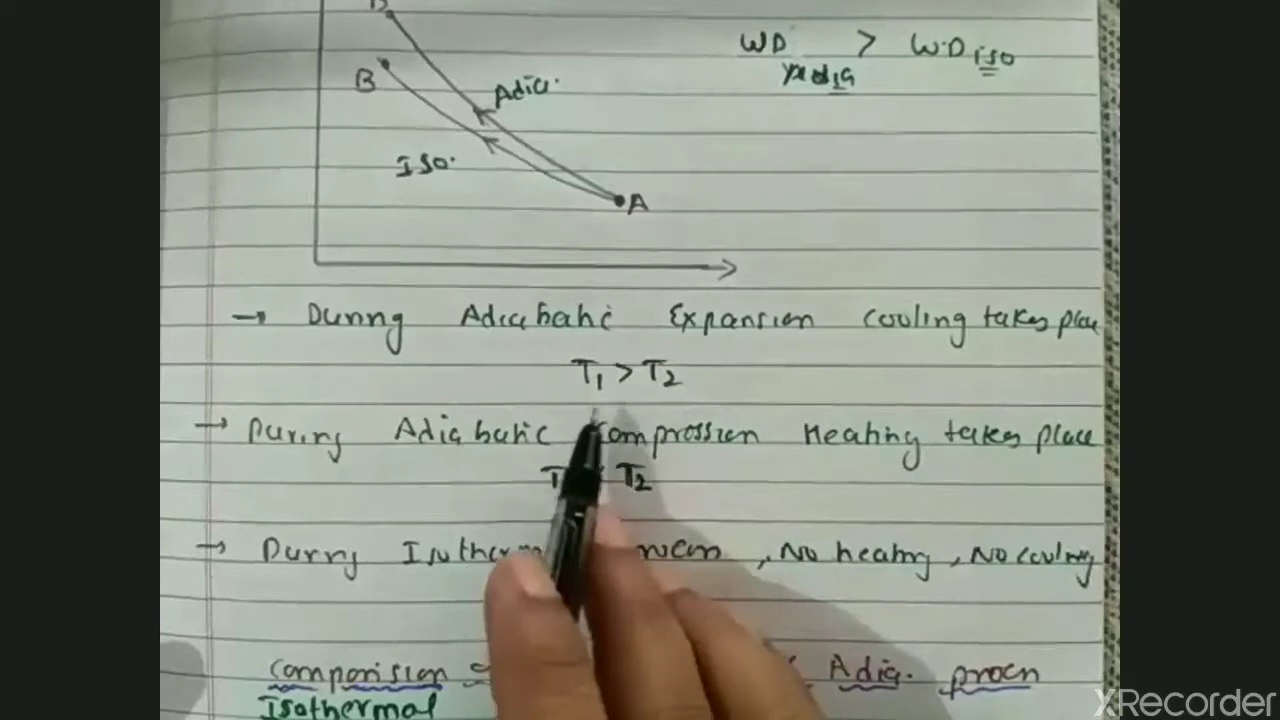 WD > W.D iso
Adia
B
Adia.
Iso.
A
→ During Adiabatic Expansion cooling takes place
T1 > T2
→ During Adiabatic compression Heating takes place
T2
→ During , No heating , No cooling
comparision Adia. process
Isothermal
XRecorder